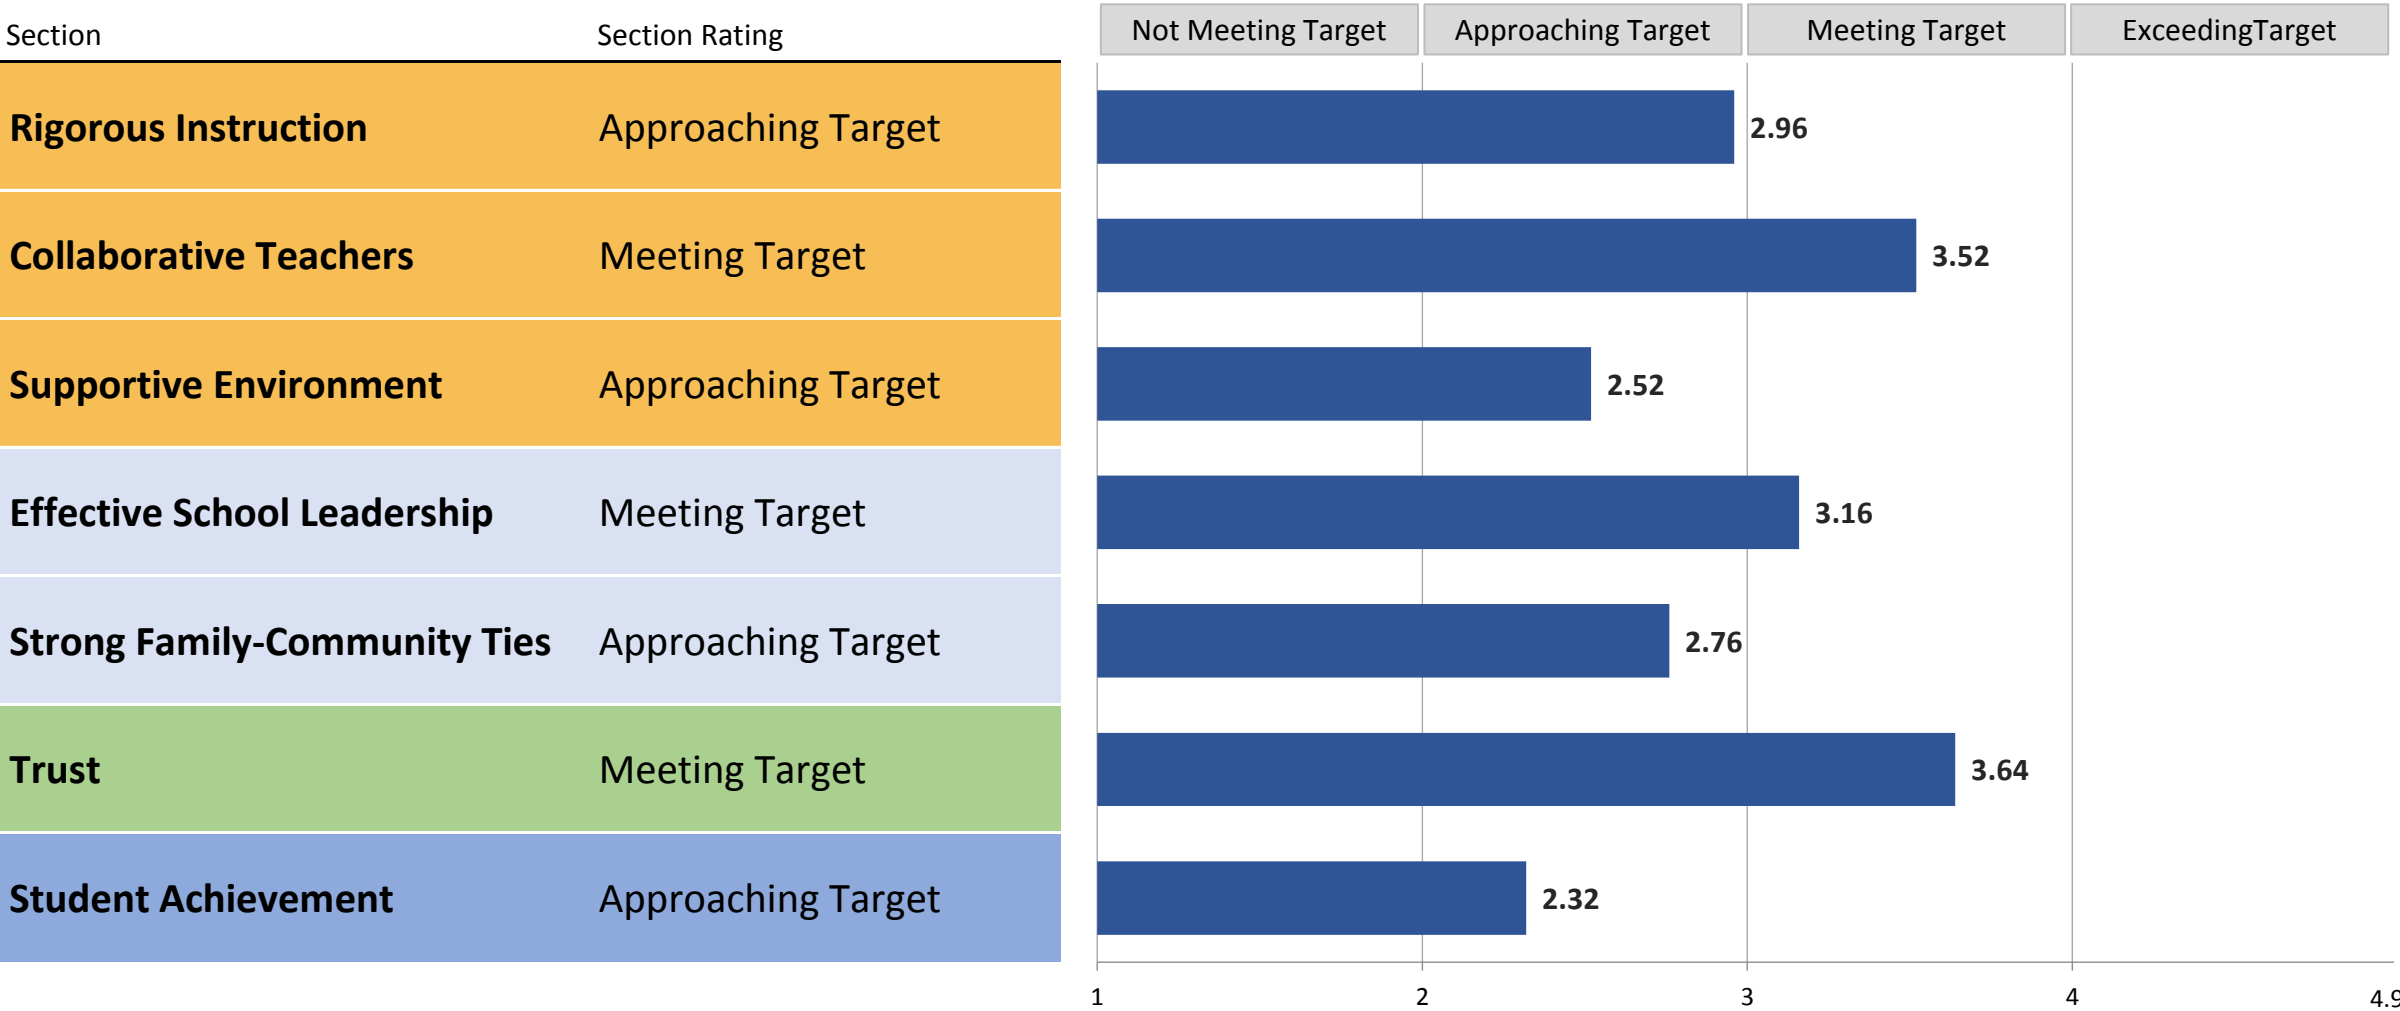 Section Section Rating Not Meeting Target Approaching Target Meeting Target ExceedingTarget
Rigorous Instruction Approaching Target 2.96
Collaborative Teachers Meeting Target 3.52
Supportive Environment Approaching Target 2.52
Effective School Leadership Meeting Target 3.16
Strong Family-Community Ties Approaching Target 2.76
Trust Meeting Target 3.64
Student Achievement Approaching Target 2.32
1 2 3 4 4.9